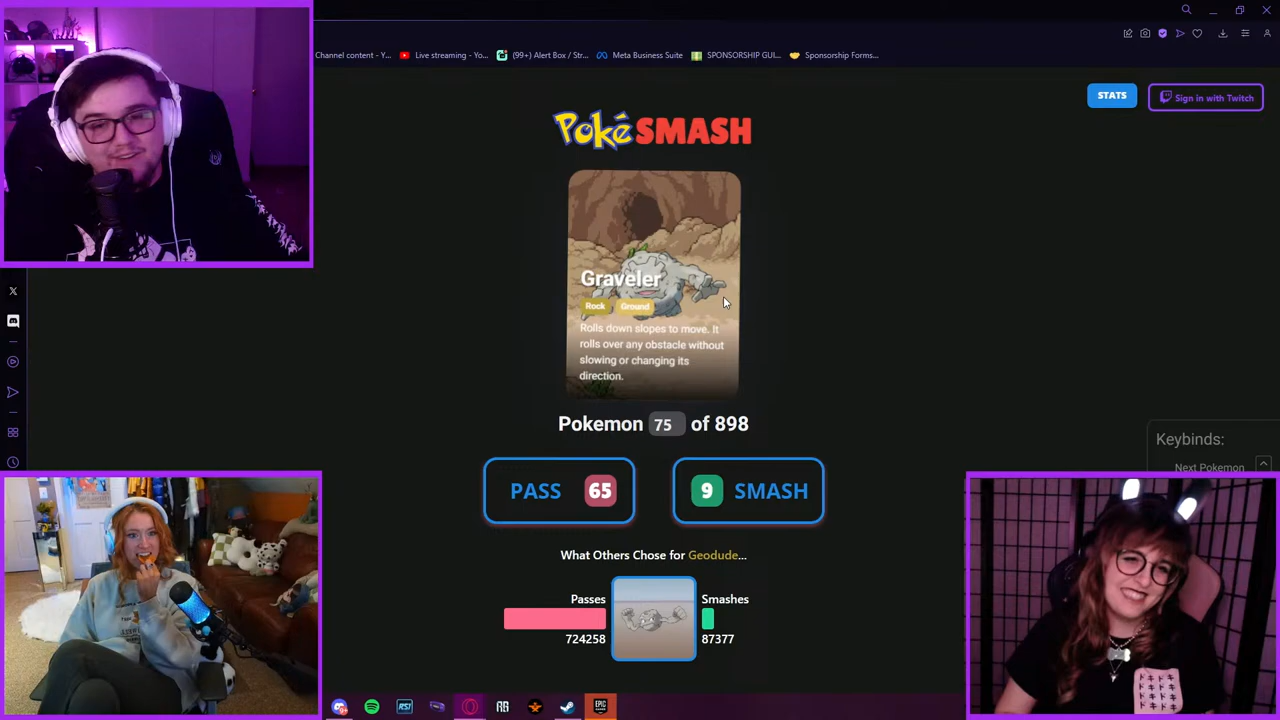 Channel content - Y...
Live streaming - Yo...
(99+) Alert Box / Str...
Meta Business Suite
SPONSORSHIP GUI...
Sponsorship Forms...
STATS
Sign in with Twitch
PokéSMASH
Graveler
Rock
Ground
Rolls down slopes to move. It
rolls over any obstacle without
slowing or changing its
direction.
Pokemon 75 of 898
PASS 65
9 SMASH
Keybinds:
Next Pokemon
What Others Chose for Geodude...
Passes
724258
Smashes
87377
RSI
EPIC